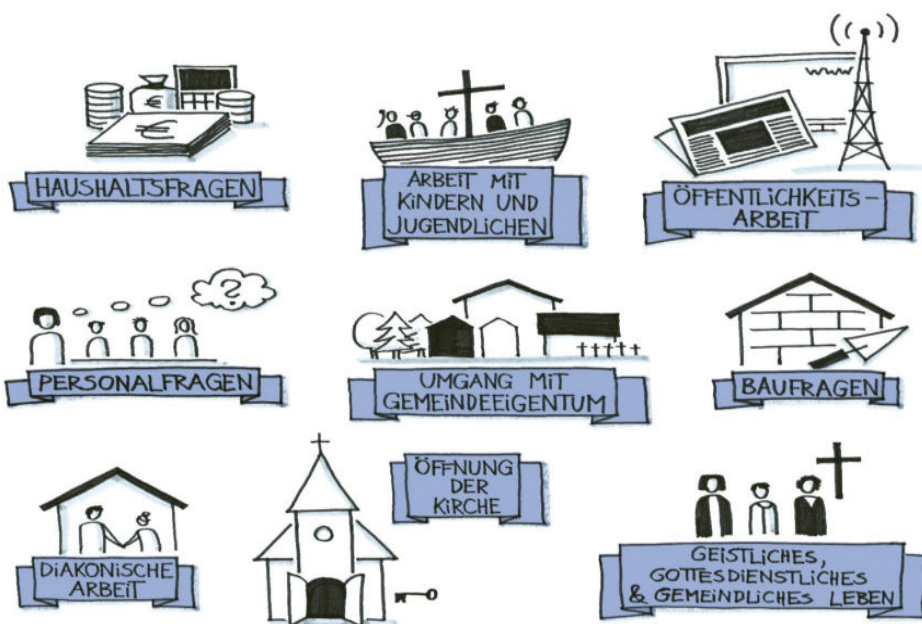 €
€
HAUSHALTSFRAGEN
ARBEIT MIT
KINDERN UND
JUGENDLICHEN
www
ÖFFENTLICHKEITS-
ARBEIT
?
PERSONALFRAGEN
UMGANG MIT
GEMEINDEEIGENTUM
BAUFRAGEN
DIAKONISCHE
ARBEIT
ÖFFNUNG
DER
KIRCHE
GEISTLICHES,
GOTTESDIENSTLICHES
& GEMEINDLICHES LEBEN